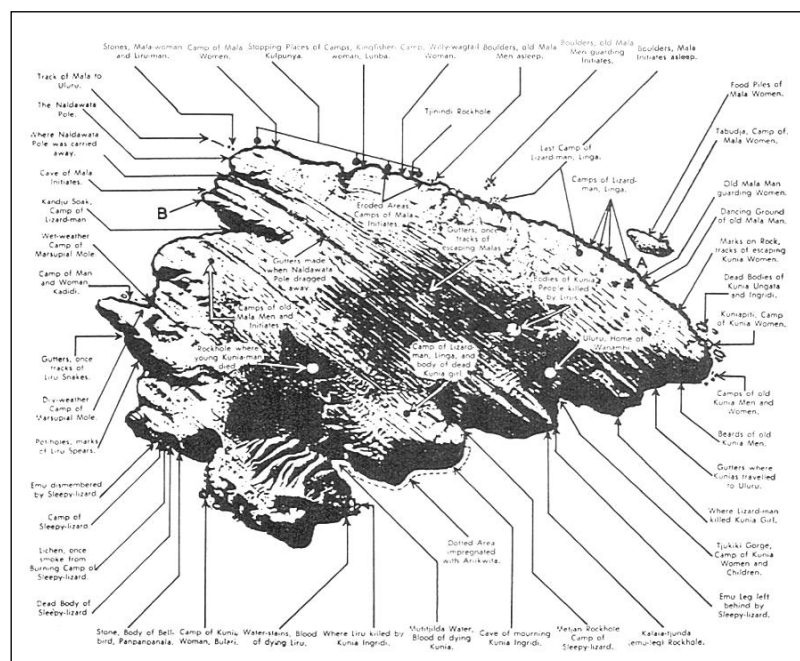 Stones, Mala-woman
and Liru-man.
Camp of Mala
Women.
Stopping Places of
Kulpunya.
Camps, Kingfisher-
woman, Lunba.
Camp, Willy-wagtail
Woman.
Boulders, old Mala
Men asleep.
Boulders, old Mala
Men guarding
Initiates.
Boulders, Mala
Initiates asleep.
Track of Mala to
Uluru.
The Naldawata
Pole.
Where Naldawata
Pole was carried
away.
Cave of Mala
Initiates.
Kandju Soak,
Camp of
Lizard-man
Wet-weather
Camp of
Marsupial Mole.
Camp of Man
and Woman
Kadidi.
Gutters, once
tracks of
Liru Snakes.
Dry-weather
Camp of
Marsupial Mole.
Potholes, marks
of Liru Spears.
Emu dismembered
by Sleepy-lizard.
Camp of
Sleepy-lizard.
Lichen, once
smoke from
Burning Camp of
Sleepy-lizard.
Dead Body of
Sleepy-lizard.
B
Tjinindi Rockhole
Eroded Areas,
Camps of Mala
Initiates.
Gutters, once
tracks of
escaping Malas
Last Camp of
Lizard-man, Linga.
Camps of Lizard-
man, Linga.
A
Gutters made
when Naldawata
Pole dragged
away.
Bodies of Kunia
People killed
by Lirus.
Camps of old
Mala Men and
Initiates
Rockhole where
young Kunia-man
died
Camp of Lizard-
man, Linga, and
body of dead
Kunia girl
Uluru, Home of
Wanambi.
Food Piles of
Mala Women.
Tabudja, Camp of
Mala Women.
Old Mala Man
guarding Women.
Dancing Ground
of old Mala Man.
Marks on Rock,
tracks of escaping
Kunia Women.
Dead Bodies of
Kunia Ungata
and Ingridi.
Kuniapiti, Camp
of Kunia Women.
Camps of old
Kunia Men and
Women.
Beards of old
Kunia Men.
Gutters where
Kunias travelled
to Uluru.
Where Lizard-man
killed Kunia Girl.
Tjukiki Gorge,
Camp of Kunia
Women and
Children.
Emu Leg left
behind by
Sleepy-lizard.
Dotted Area
impregnated
with
Stone, Body of Bell-
bird, Panpanpanala.
Camp of Kunia
Woman, Bulari.
Water-stains, Blood
of dying Liru.
Where Liru killed by
Kunia Ingridi.
Mutitjilda Water,
Blood of dying
Kunia.
Cave of mourning
Kunia Ingridi.
Metian Rockhole
Camp of
Sleepy-lizard.
Kalaia-tjunda
(emu-leg) Rockhole.